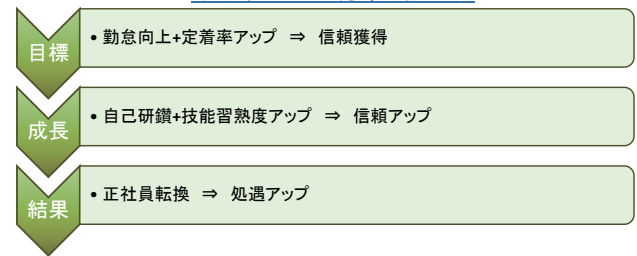 目標
• 勤怠向上+定着率アップ ⇒ 信頼獲得
成長
• 自己研鑽+技能習熟度アップ ⇒ 信頼アップ
結果
• 正社員転換 ⇒ 処遇アップ